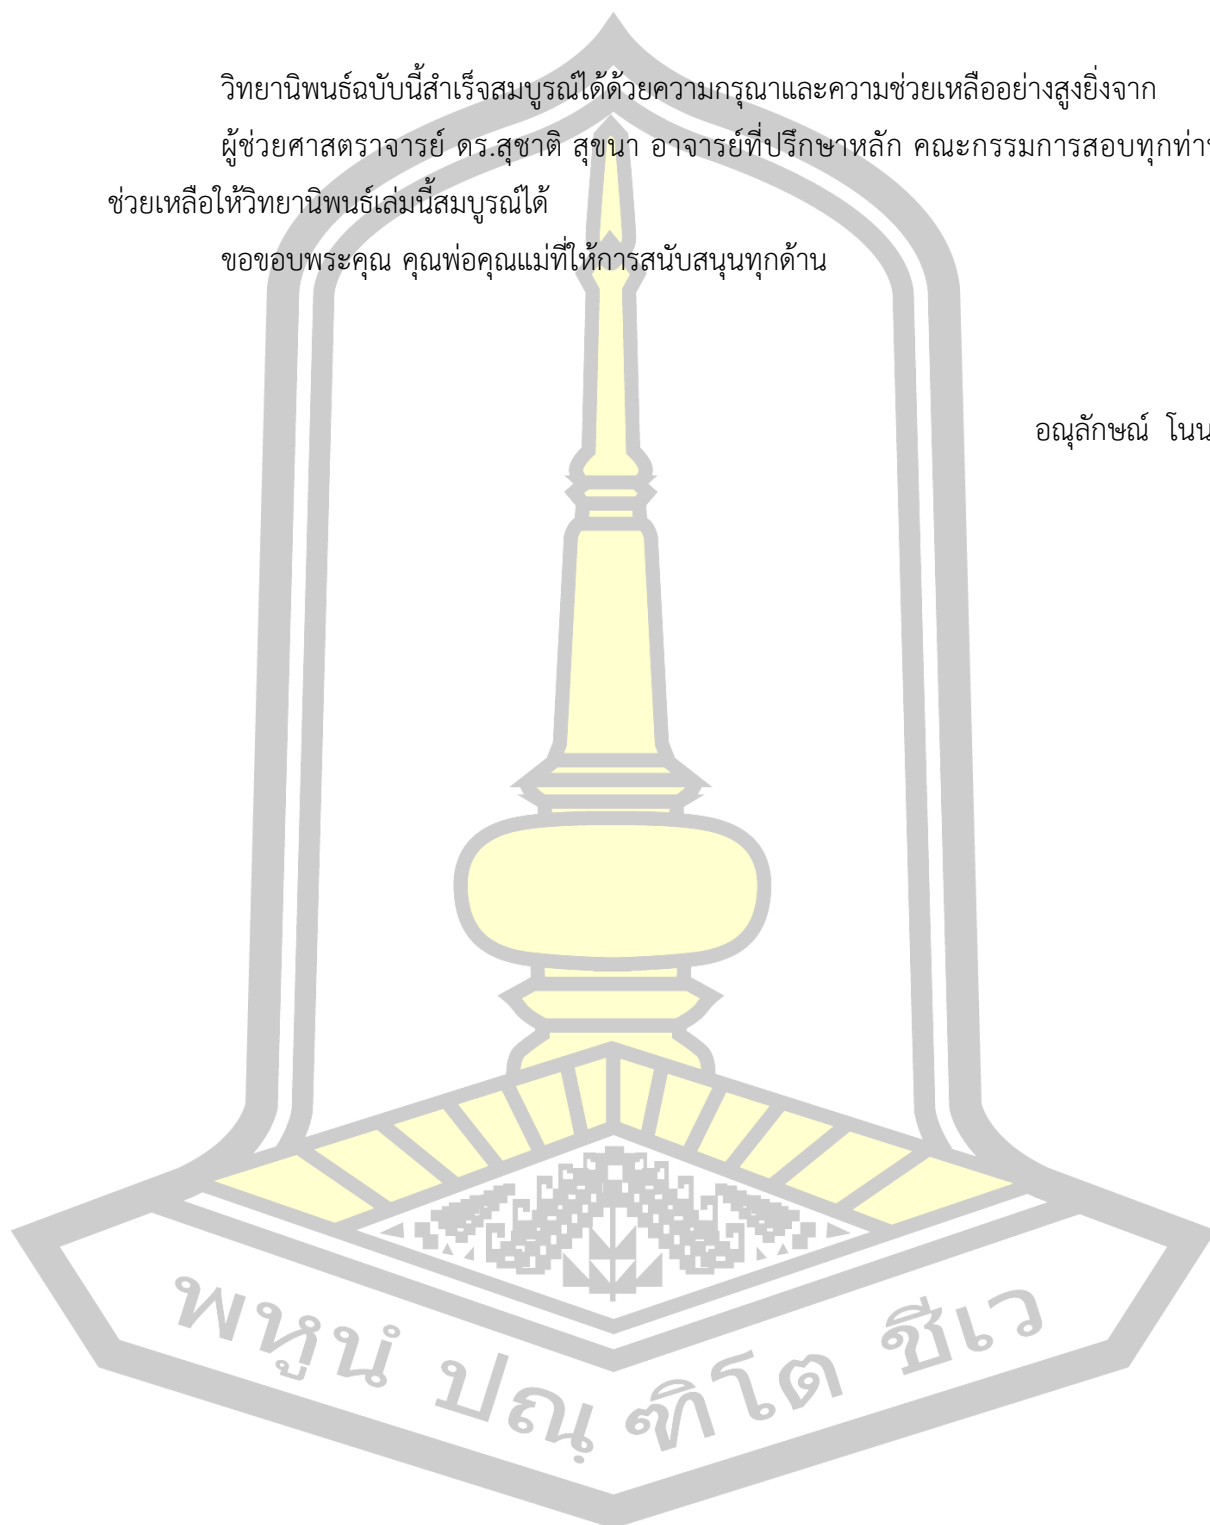 วิทยานิพนธ์ฉบับนี้สำเร็จสมบูรณ์ได้ด้วยความกรุณาและความช่วยเหลืออย่างสูงยิ่งจาก
ผู้ช่วยศาสตราจารย์ ดร.สุชาติ สุขนา อาจารย์ที่ปรึกษาหลัก คณะกรรมการสอบทุกท่าน
ช่วยเหลือให้วิทยานิพนธ์เล่มนี้สมบูรณ์ได้
ขอขอบพระคุณ คุณพ่อคุณแม่ที่ให้การสนับสนุนทุกด้าน
อณุลักษณ์ โนน
พหูนํ ปณฺฑิโต ชีเว